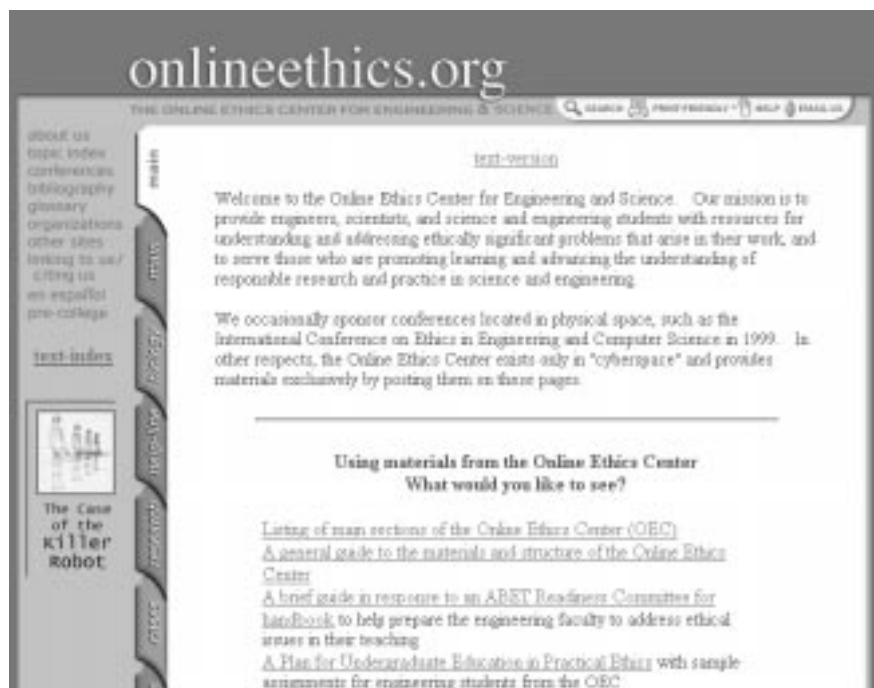 onlineethics.org
THE ONLINE ETHICS CENTER FOR ENGINEERING & SCIENCE
SEARCH PRINT-FRIENDLY HELP EMAIL US
about us
topic index
conferences
bibliography
glossary
organizations
other sites
linking to us/
citing us
en español
pre-college
text-index
The Case
of the
Killer
Robot
main
text-version
Welcome to the Online Ethics Center for Engineering and Science. Our mission is to
provide engineers, scientists, and science and engineering students with resources for
understanding and addressing ethically significant problems that arise in their work, and
to serve those who are promoting learning and advancing the understanding of
responsible research and practice in science and engineering.
We occasionally sponsor conferences located in physical space, such as the
International Conference on Ethics in Engineering and Computer Science in 1999. In
other respects, the Online Ethics Center exists only in "cyberspace" and provides
materials exclusively by posting them on these pages.
Using materials from the Online Ethics Center
What would you like to see?
Listing of main sections of the Online Ethics Center (OEC)
A general guide to the materials and structure of the Online Ethics
Center
A brief guide in response to an ABET Readiness Committee for
handbook to help prepare the engineering faculty to address ethical
issues in their teaching
A Plan for Undergraduate Education in Practical Ethics with sample
assignments for engineering students from the OEC
help-line
research